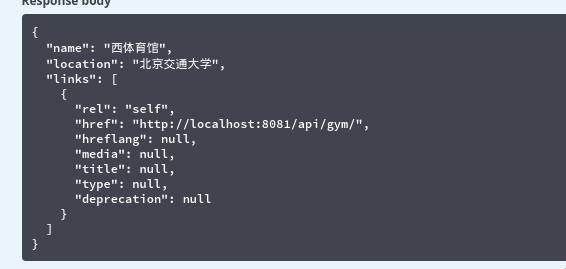 Response body
{
"name": "西体育馆",
"location": "北京交通大学",
"links": [
{
"rel": "self",
"href": "http://localhost:8081/api/gym/",
"hreflang": null,
"media": null,
"title": null,
"type": null,
"deprecation": null
}
]
}